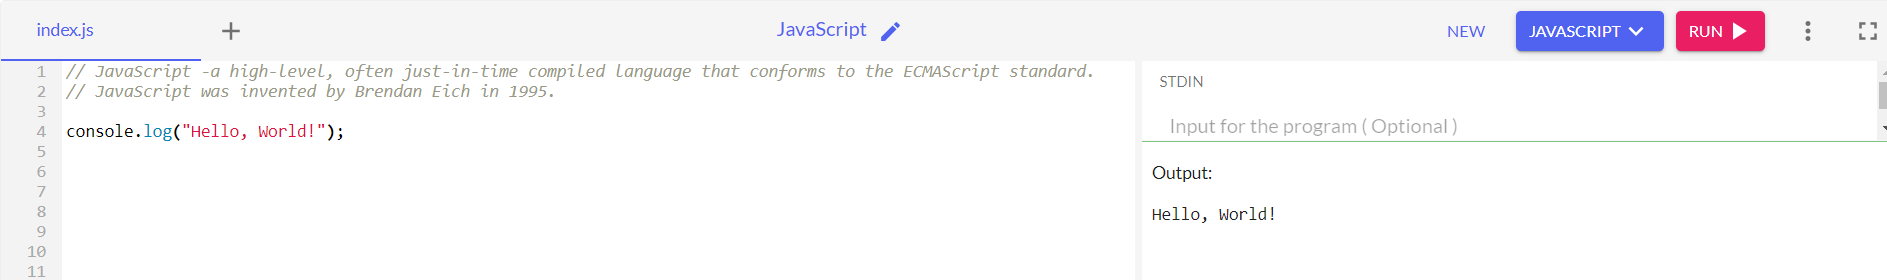 index.js
+
JavaScript
NEW
JAVASCRIPT
RUN
1 // JavaScript -a high-level, often just-in-time compiled language that conforms to the ECMAScript standard.
2 // JavaScript was invented by Brendan Eich in 1995.
3
4 console.log("Hello, World!");
5
6
7
8
9
10
11
STDIN
Input for the program ( Optional )
Output:
Hello, World!